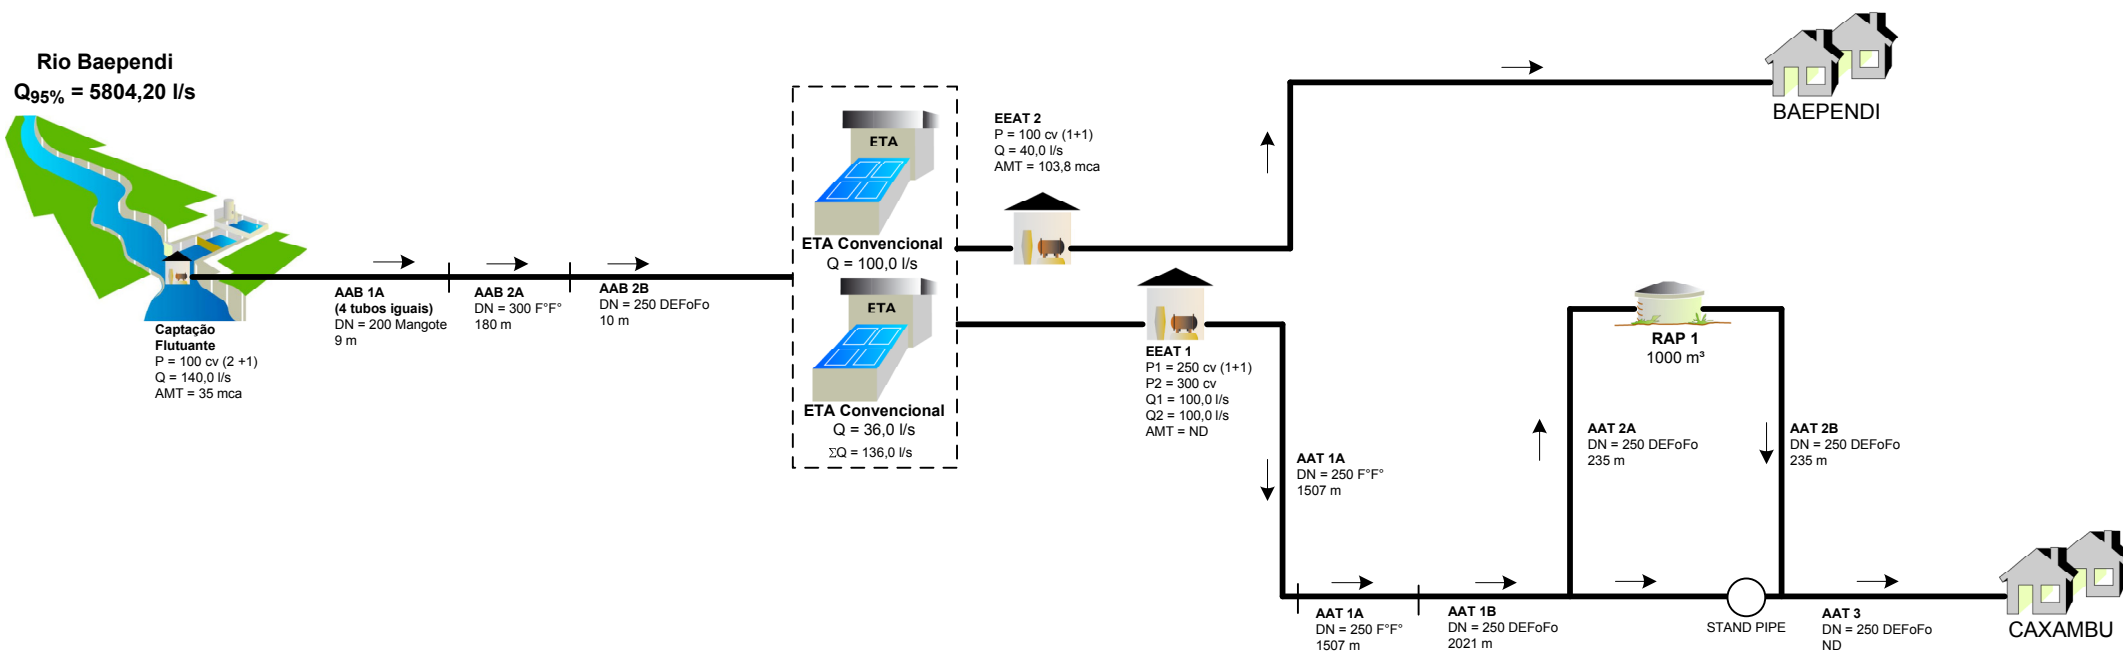 Rio Baependi
Q95% = 5804,20 l/s
Captação
Flutuante
P = 100 cv (2 +1)
Q = 140,0 l/s
AMT = 35 mca
AAB 1A
(4 tubos iguais)
DN = 200 Mangote
9 m
AAB 2A
DN = 300 F°F°
180 m
AAB 2B
DN = 250 DEFoFo
10 m
ETA
ETA Convencional
Q = 100,0 l/s
ETA
ETA Convencional
Q = 36,0 l/s
ΣQ = 136,0 l/s
EEAT 2
P = 100 cv (1+1)
Q = 40,0 l/s
AMT = 103,8 mca
EEAT 1
P1 = 250 cv (1+1)
P2 = 300 cv
Q1 = 100,0 l/s
Q2 = 100,0 l/s
AMT = ND
BAEPENDI
AAT 1A
DN = 250 F°F°
1507 m
AAT 1A
DN = 250 F°F°
1507 m
AAT 1B
DN = 250 DEFoFo
2021 m
AAT 2A
DN = 250 DEFoFo
235 m
RAP 1
1000 m³
AAT 2B
DN = 250 DEFoFo
235 m
STAND PIPE
AAT 3
DN = 250 DEFoFo
ND
CAXAMBU